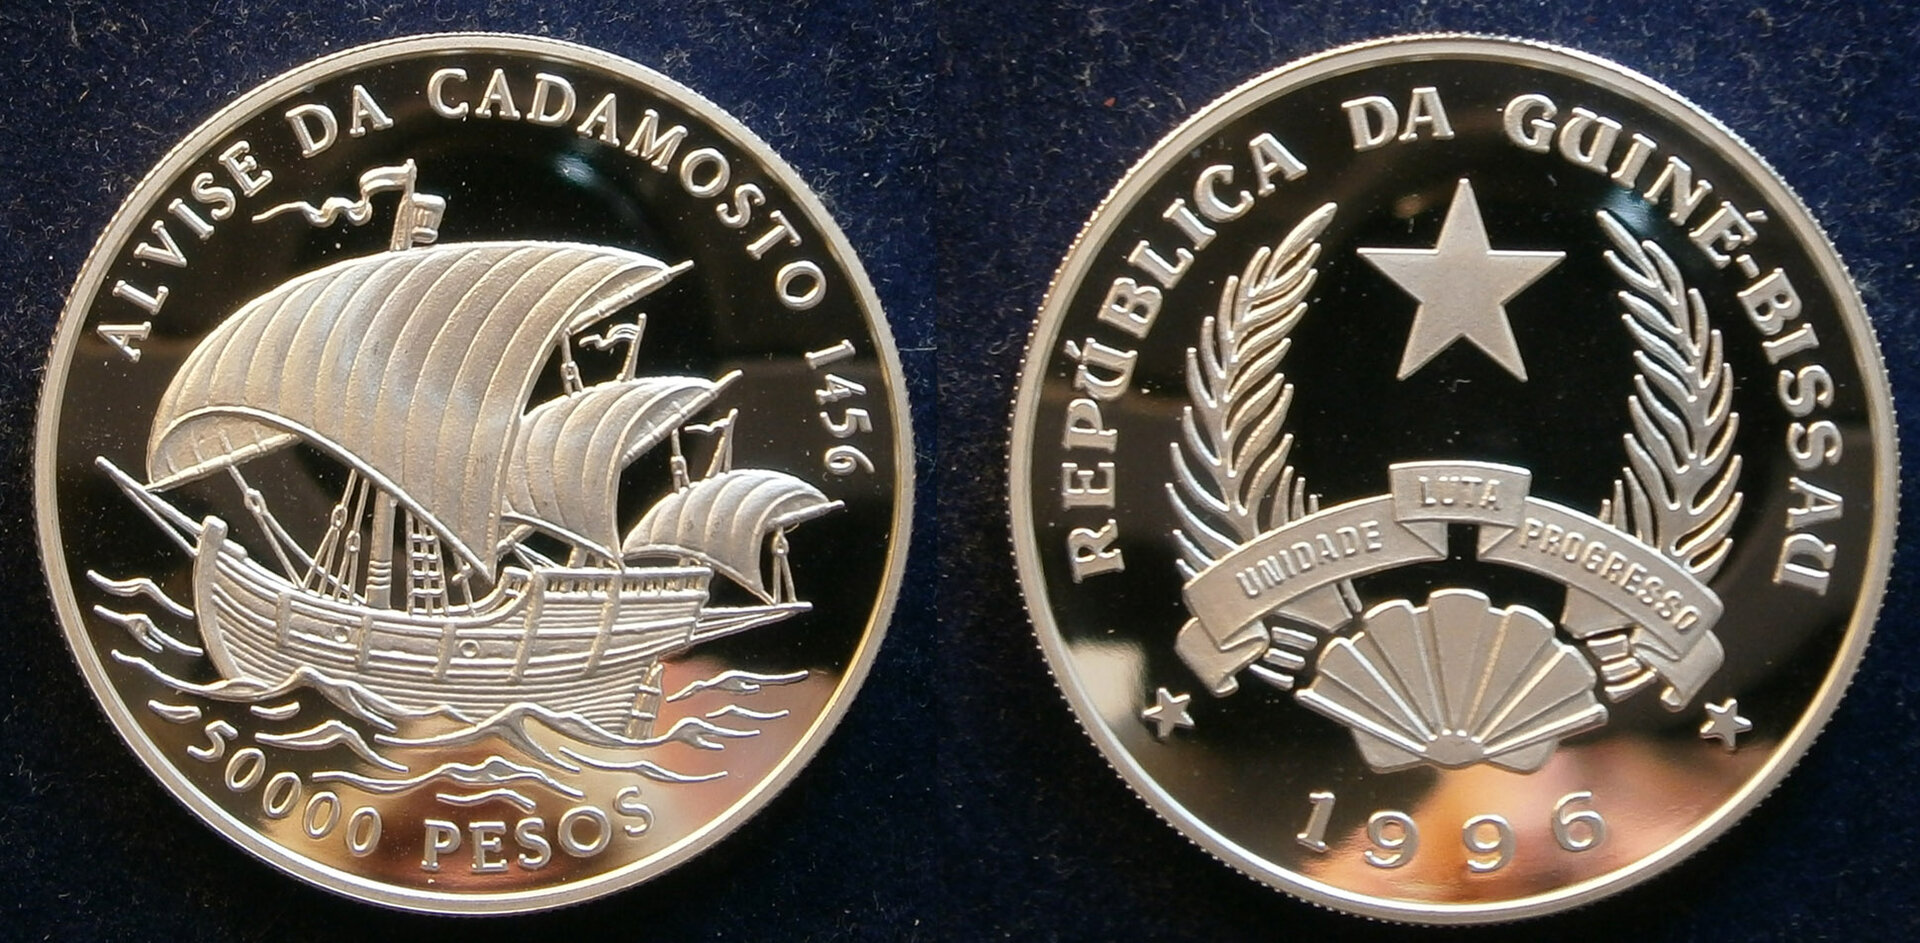 ALVISE DA CADAMOSTO 1456
50000 PESOS
REPÚBLICA DA GUINÉ-BISSAU
UNIDADE LUTA PROGRESSO
1996